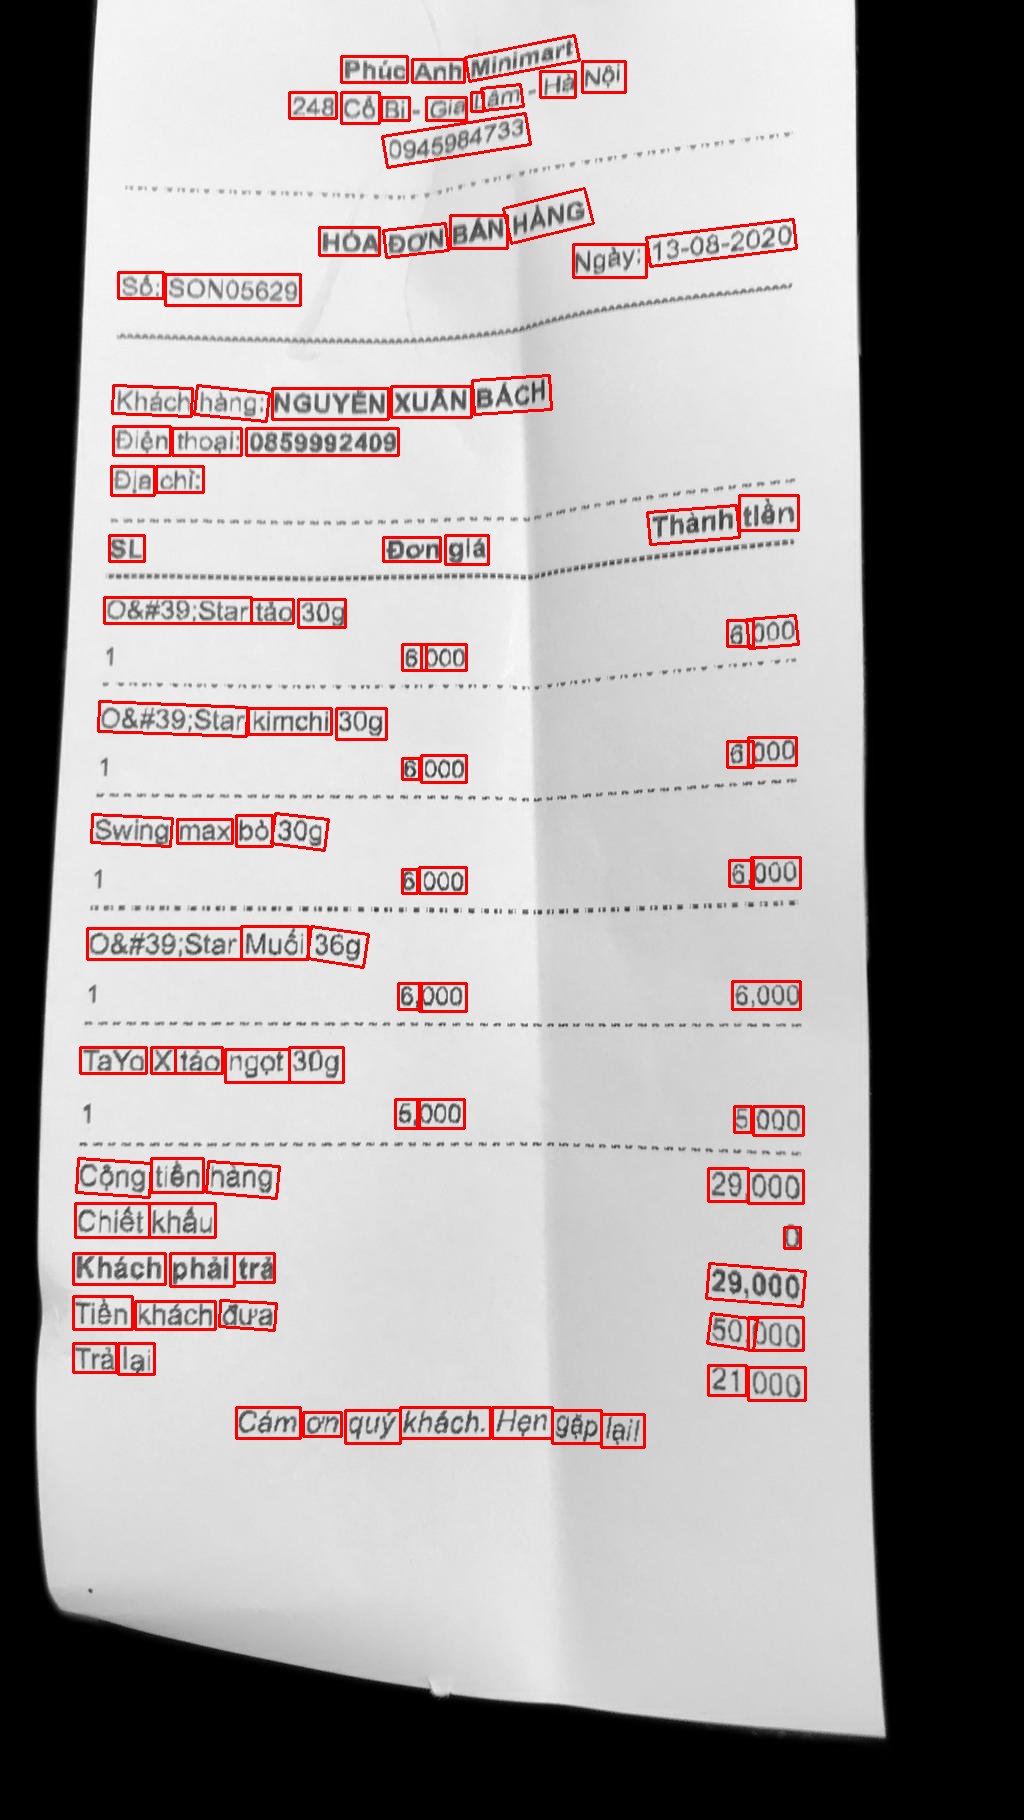 Phúc Anh Minimart
248 Cổ Bi - Gia Lâm - Hà Nội
0945984733
HÓA ĐƠN BÁN HÀNG
Số: SON05629 Ngày: 13-08-2020
Khách hàng: NGUYỄN XUÂN BÁCH
Điện thoại: 0859992409
Địa chỉ:
SL Đơn giá Thành tiền
O&#39;Star táo 30g
1 6,000 6,000
O&#39;Star kimchi 30g
1 6,000 6,000
Swing max bò 30g
1 6,000 6,000
O&#39;Star Muối 36g
1 6,000 6,000
TaYo X táo ngọt 30g
1 5,000 5,000
Cộng tiền hàng 29,000
Chiết khấu 0
Khách phải trả 29,000
Tiền khách đưa 50,000
Trả lại 21,000
Cám ơn quý khách. Hẹn gặp lại!